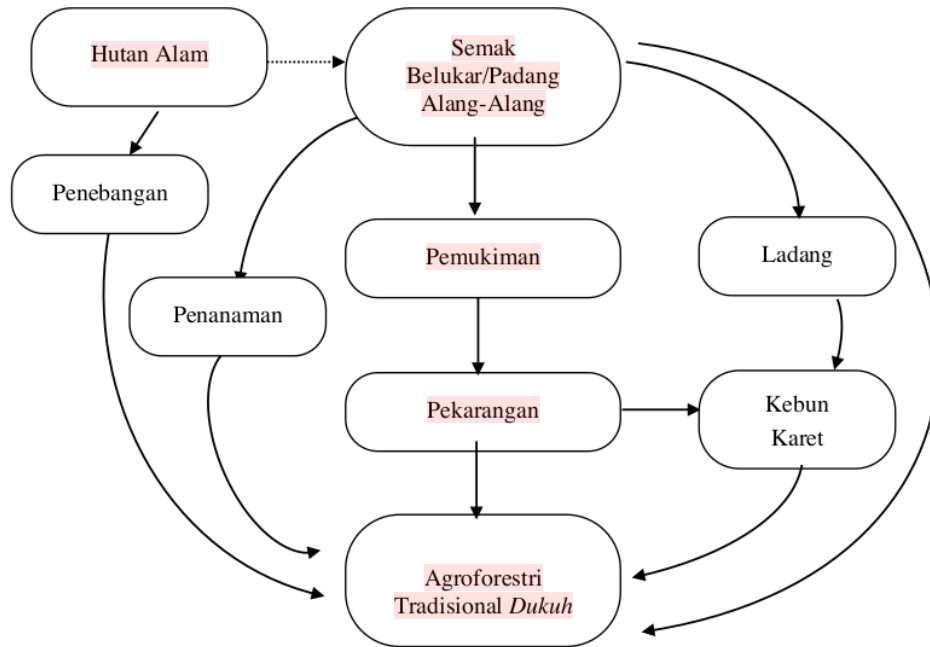 Hutan Alam
Semak
Belukar/Padang
Alang-Alang
Penebangan
Pemukiman
Ladang
Penanaman
Pekarangan
Kebun
Karet
Agroforestri
Tradisional Dukuh